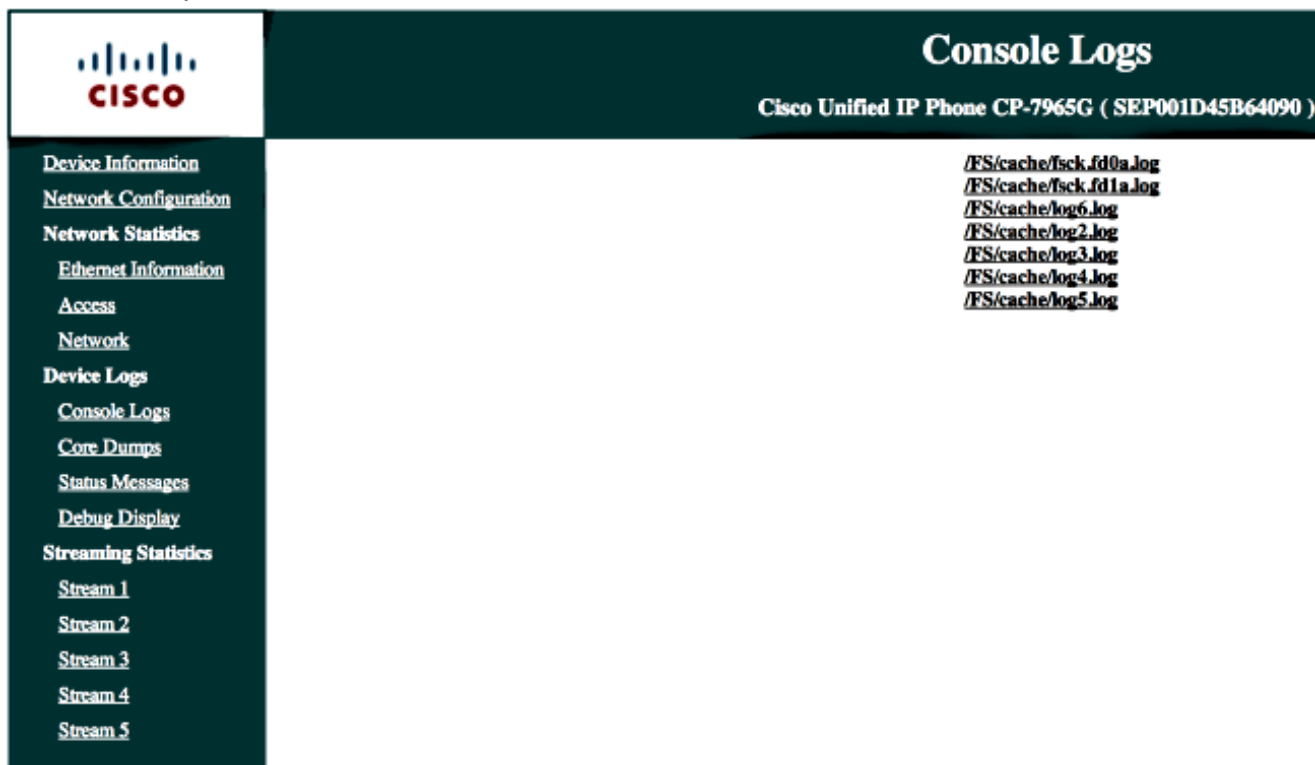 CISCO
Console Logs
Cisco Unified IP Phone CP-7965G ( SEP001D45B64090 )
Device Information
Network Configuration
Network Statistics
Ethernet Information
Access
Network
Device Logs
Console Logs
Core Dumps
Status Messages
Debug Display
Streaming Statistics
Stream 1
Stream 2
Stream 3
Stream 4
Stream 5
/FS/cache/fsck.fd0a.log
/FS/cache/fsck.fd1a.log
/FS/cache/log6.log
/FS/cache/log2.log
/FS/cache/log3.log
/FS/cache/log4.log
/FS/cache/log5.log